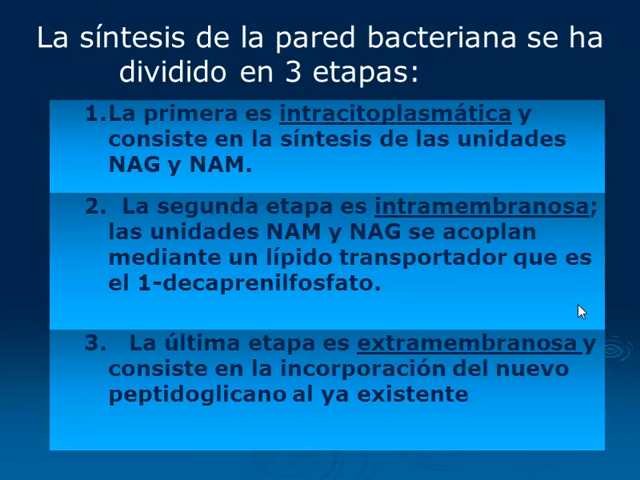 La síntesis de la pared bacteriana se ha
dividido en 3 etapas:
1.La primera es intracitoplasmática y
consiste en la síntesis de las unidades
NAG y NAM.
2. La segunda etapa es intramembranosa;
las unidades NAM y NAG se acoplan
mediante un lípido transportador que es
el 1-decaprenilfosfato.
3. La última etapa es extramembranosa y
consiste en la incorporación del nuevo
peptidoglicano al ya existente